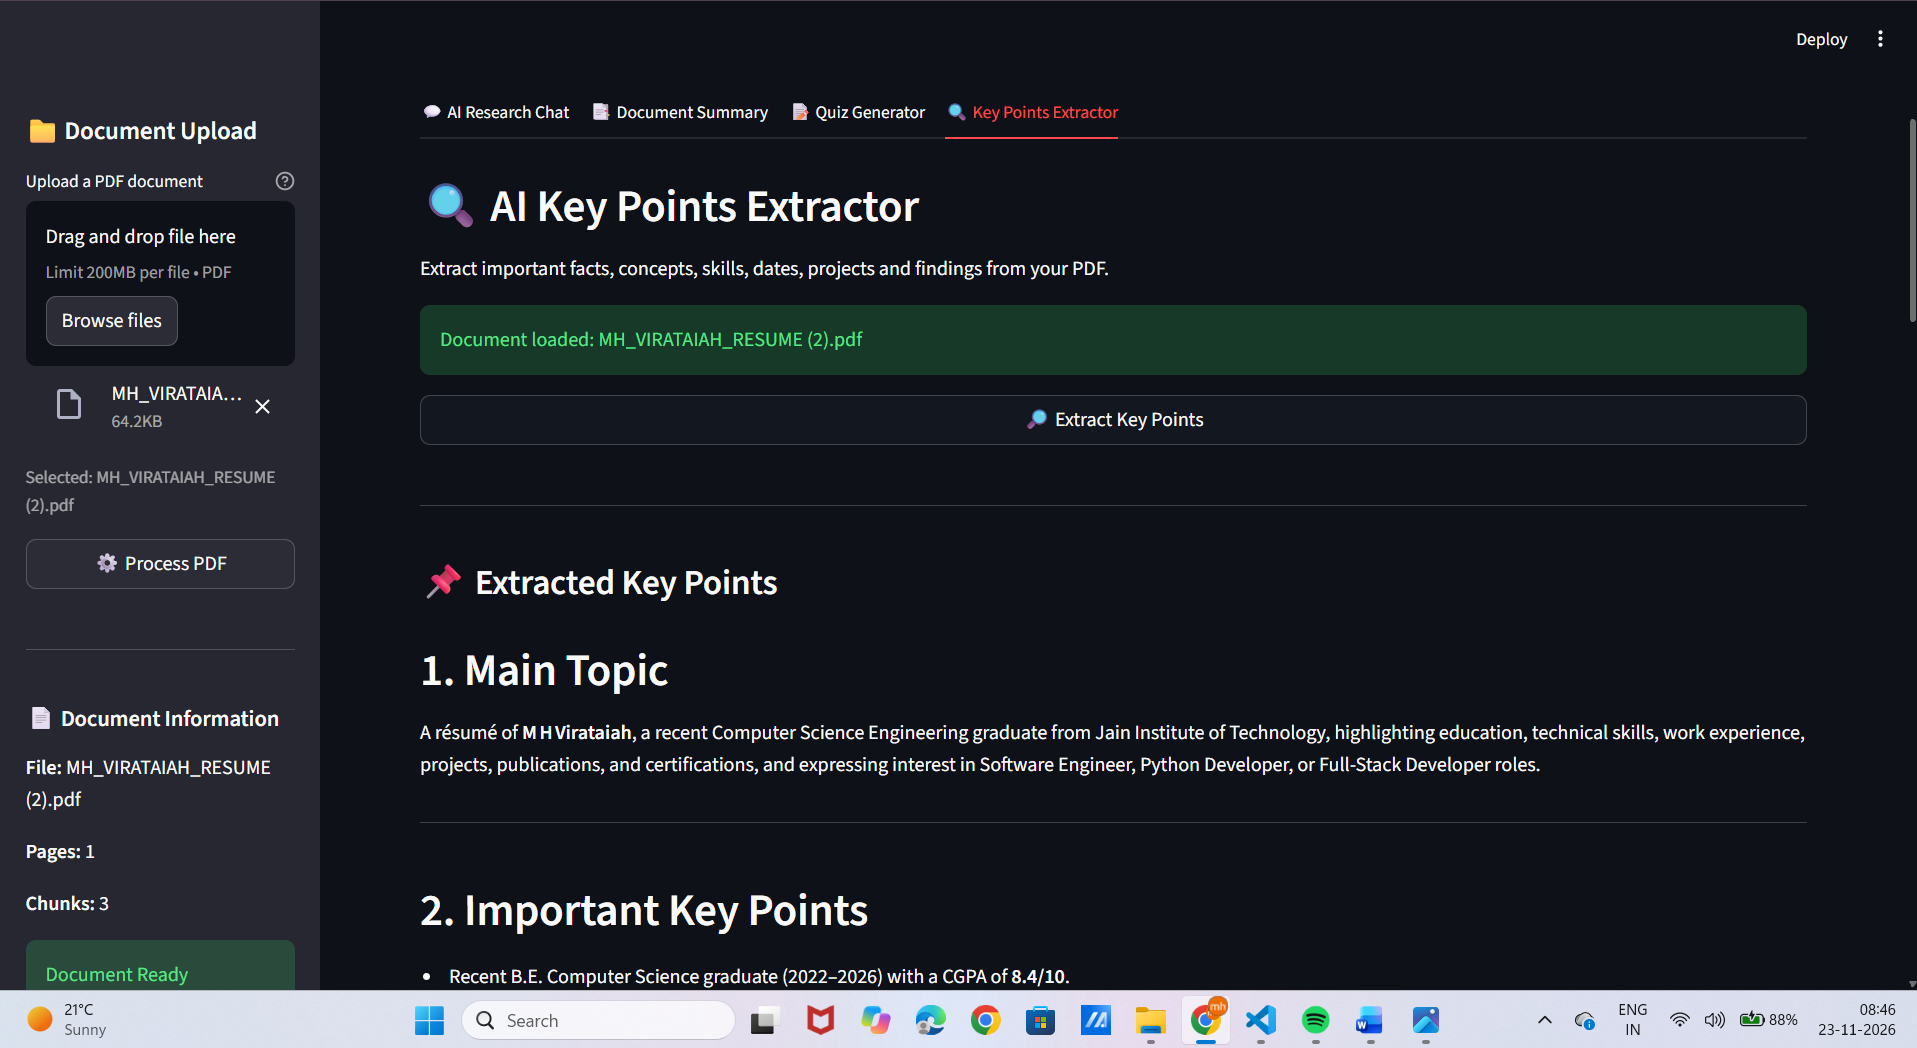 Deploy
Document Upload
Upload a PDF document
Drag and drop file here
Limit 200MB per file • PDF
Browse files
MH_VIRATAIA...
64.2KB
Selected: MH_VIRATAIAH_RESUME
(2).pdf
Process PDF
Document Information
File: MH_VIRATAIAH_RESUME
(2).pdf
Pages: 1
Chunks: 3
Document Ready
AI Research Chat
Document Summary
Quiz Generator
Key Points Extractor
AI Key Points Extractor
Extract important facts, concepts, skills, dates, projects and findings from your PDF.
Document loaded: MH_VIRATAIAH_RESUME (2).pdf
Extract Key Points
Extracted Key Points
1. Main Topic
A résumé of M H Virataiah, a recent Computer Science Engineering graduate from Jain Institute of Technology, highlighting education, technical skills, work experience,
projects, publications, and certifications, and expressing interest in Software Engineer, Python Developer, or Full-Stack Developer roles.
2. Important Key Points
• Recent B.E. Computer Science graduate (2022–2026) with a CGPA of 8.4/10.
21°C
Sunny
Search
mh
W
ENG
IN
88%
08:46
23-11-2026